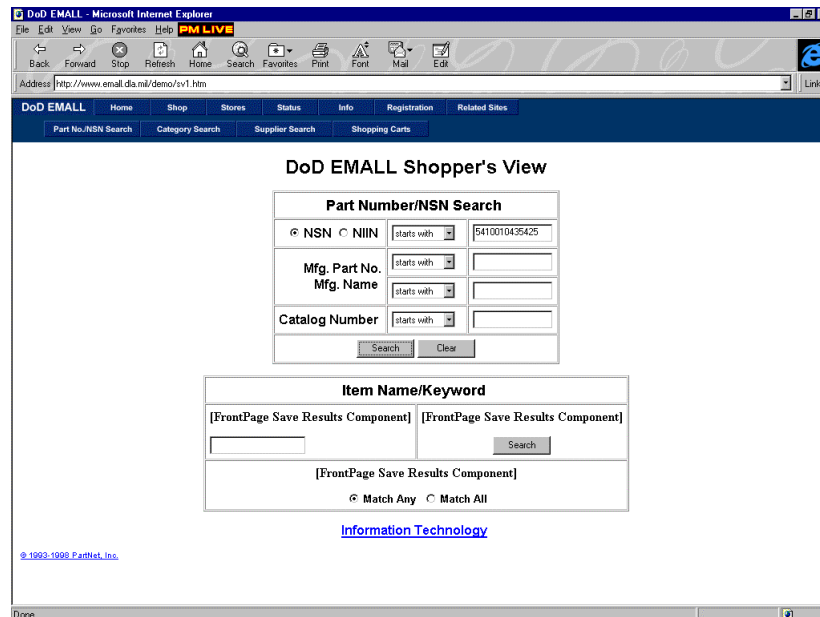 DoD EMALL - Microsoft Internet Explorer
File Edit View Go Favorites Help PM LIVE
Back Forward Stop Refresh Home Search Favorites Print Font Mail Edit
Address http://www.emall.dla.mil/demo/sv1.htm Link
DoD EMALL Home Shop Stores Status Info Registration Related Sites
Part No./NSN Search Category Search Supplier Search Shopping Carts
DoD EMALL Shopper's View
Part Number/NSN Search
NSN NIIN starts with 5410010435425
Mfg. Part No. starts with
Mfg. Name starts with
Catalog Number starts with
Search Clear
Item Name/Keyword
[FrontPage Save Results Component] [FrontPage Save Results Component]
Search
[FrontPage Save Results Component]
Match Any Match All
Information Technology
© 1993-1998 PartNet, Inc.
Done